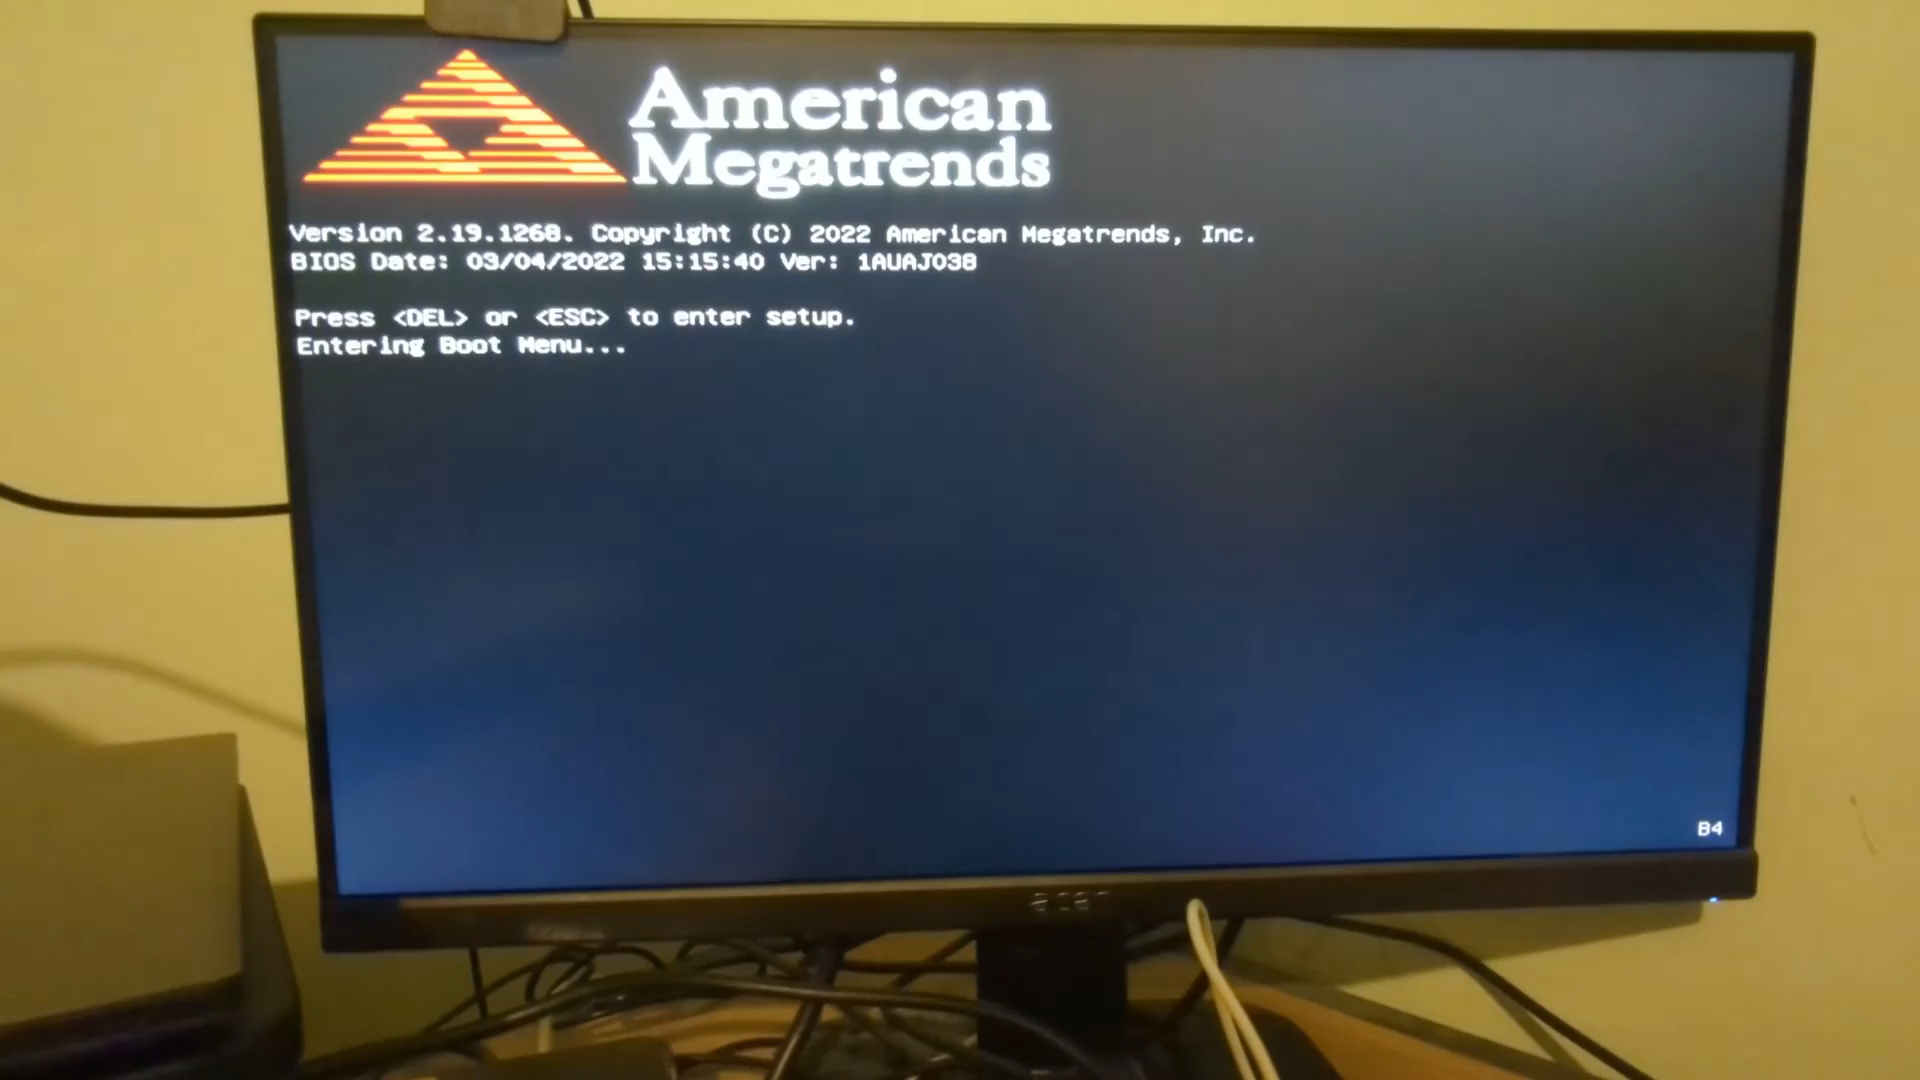 American
Megatrends
Version 2.19.1268. Copyright (C) 2022 American Megatrends, Inc.
BIOS Date: 03/04/2022 15:15:40 Ver: 1AUAJ038
Press <DEL> or <ESC> to enter setup.
Entering Boot Menu...
B4
acer